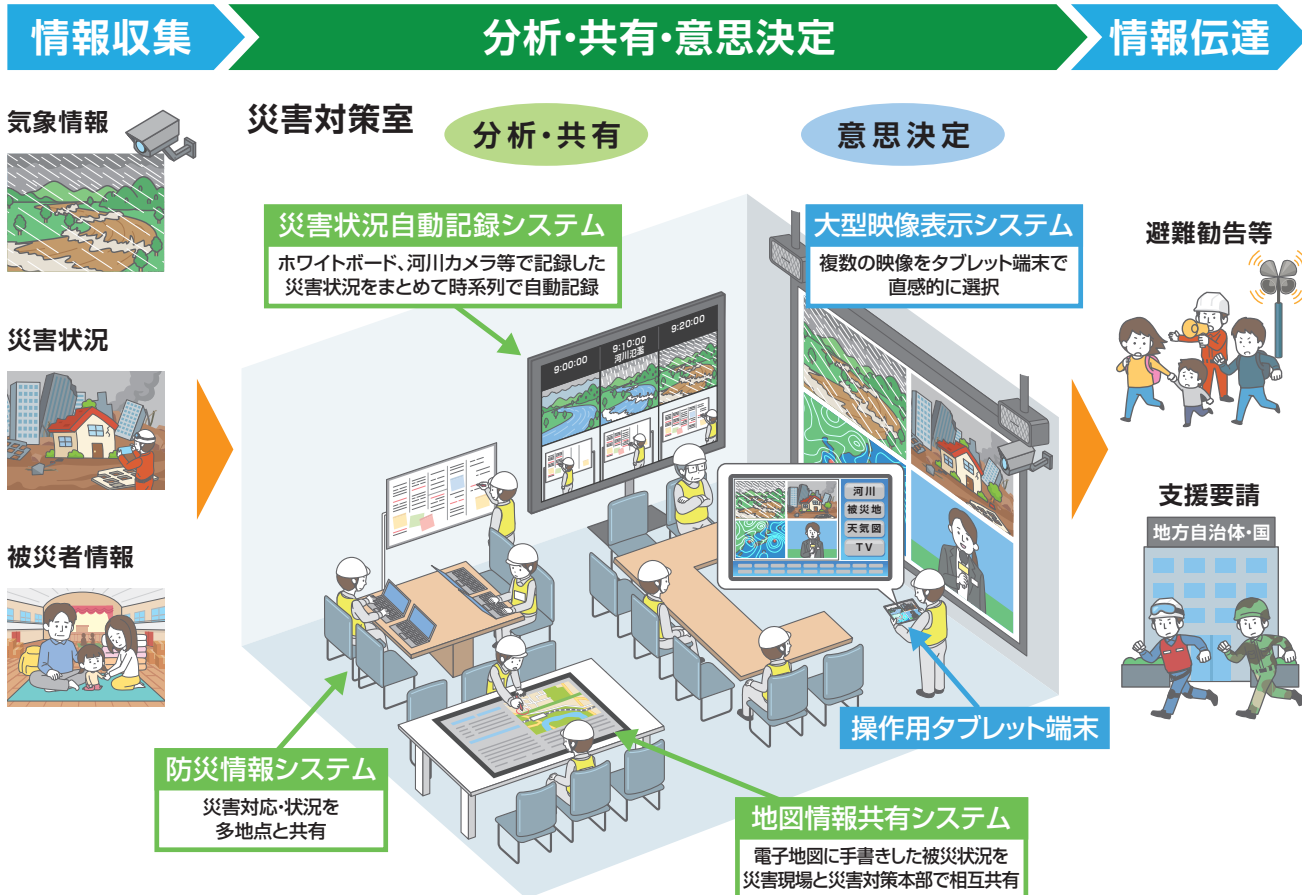 情報収集
分析・共有・意思決定
情報伝達
気象情報
災害状況
被災者情報
災害対策室
分析・共有
意思決定
災害状況自動記録システム
ホワイトボード、河川カメラ等で記録した
災害状況をまとめて時系列で自動記録
大型映像表示システム
複数の映像をタブレット端末で
直感的に選択
9:00:00
9:10:00
河川氾濫
9:20:00
河川
被災地
天気図
TV
操作用タブレット端末
防災情報システム
災害対応・状況を
多地点と共有
地図情報共有システム
電子地図に手書きした被災状況を
災害現場と災害対策本部で相互共有
避難勧告等
支援要請
地方自治体・国